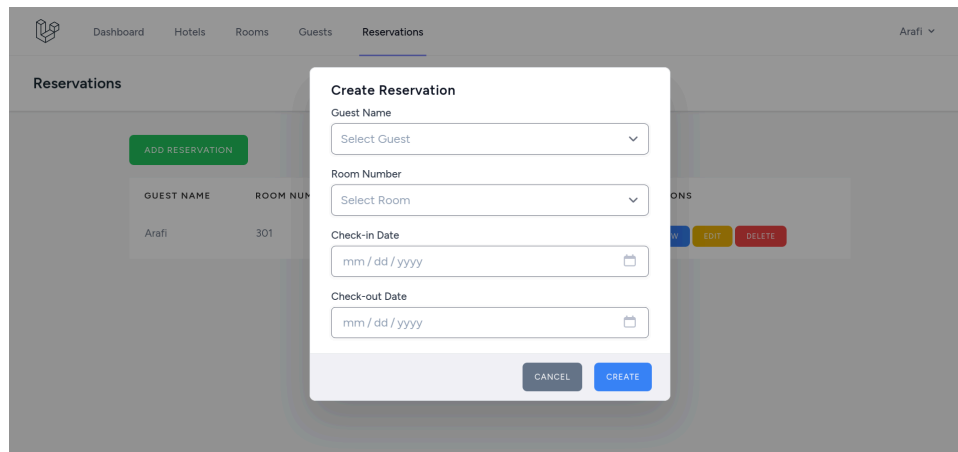 Dashboard Hotels Rooms Guests Reservations Arafi
Reservations
Create Reservation
Guest Name
Select Guest
ADD RESERVATION
Room Number
Select Room
GUEST NAME ROOM NUM ONS
Arafi 301 W EDIT DELETE
Check-in Date
mm / dd / yyyy
Check-out Date
mm / dd / yyyy
CANCEL CREATE